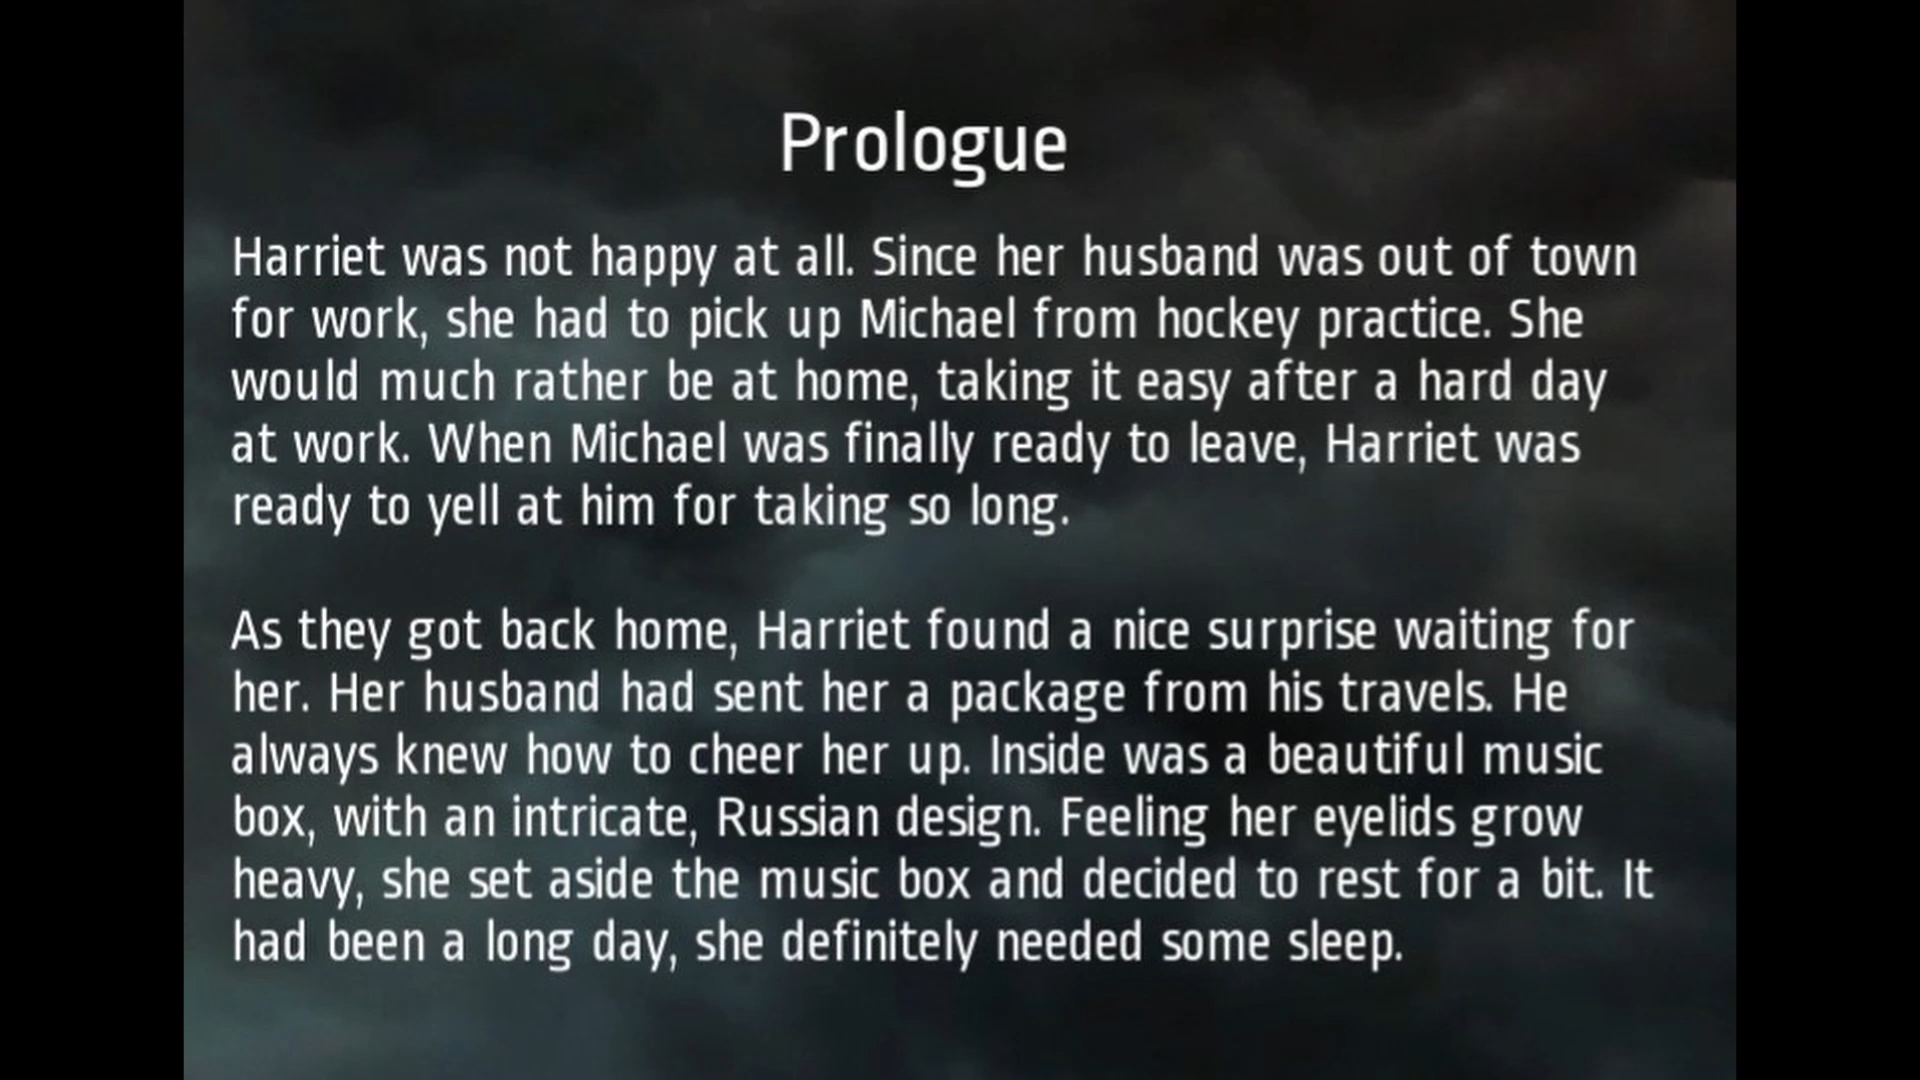 Prologue
Harriet was not happy at all. Since her husband was out of town
for work, she had to pick up Michael from hockey practice. She
would much rather be at home, taking it easy after a hard day
at work. When Michael was finally ready to leave, Harriet was
ready to yell at him for taking so long.
As they got back home, Harriet found a nice surprise waiting for
her. Her husband had sent her a package from his travels. He
always knew how to cheer her up. Inside was a beautiful music
box, with an intricate, Russian design. Feeling her eyelids grow
heavy, she set aside the music box and decided to rest for a bit. It
had been a long day, she definitely needed some sleep.